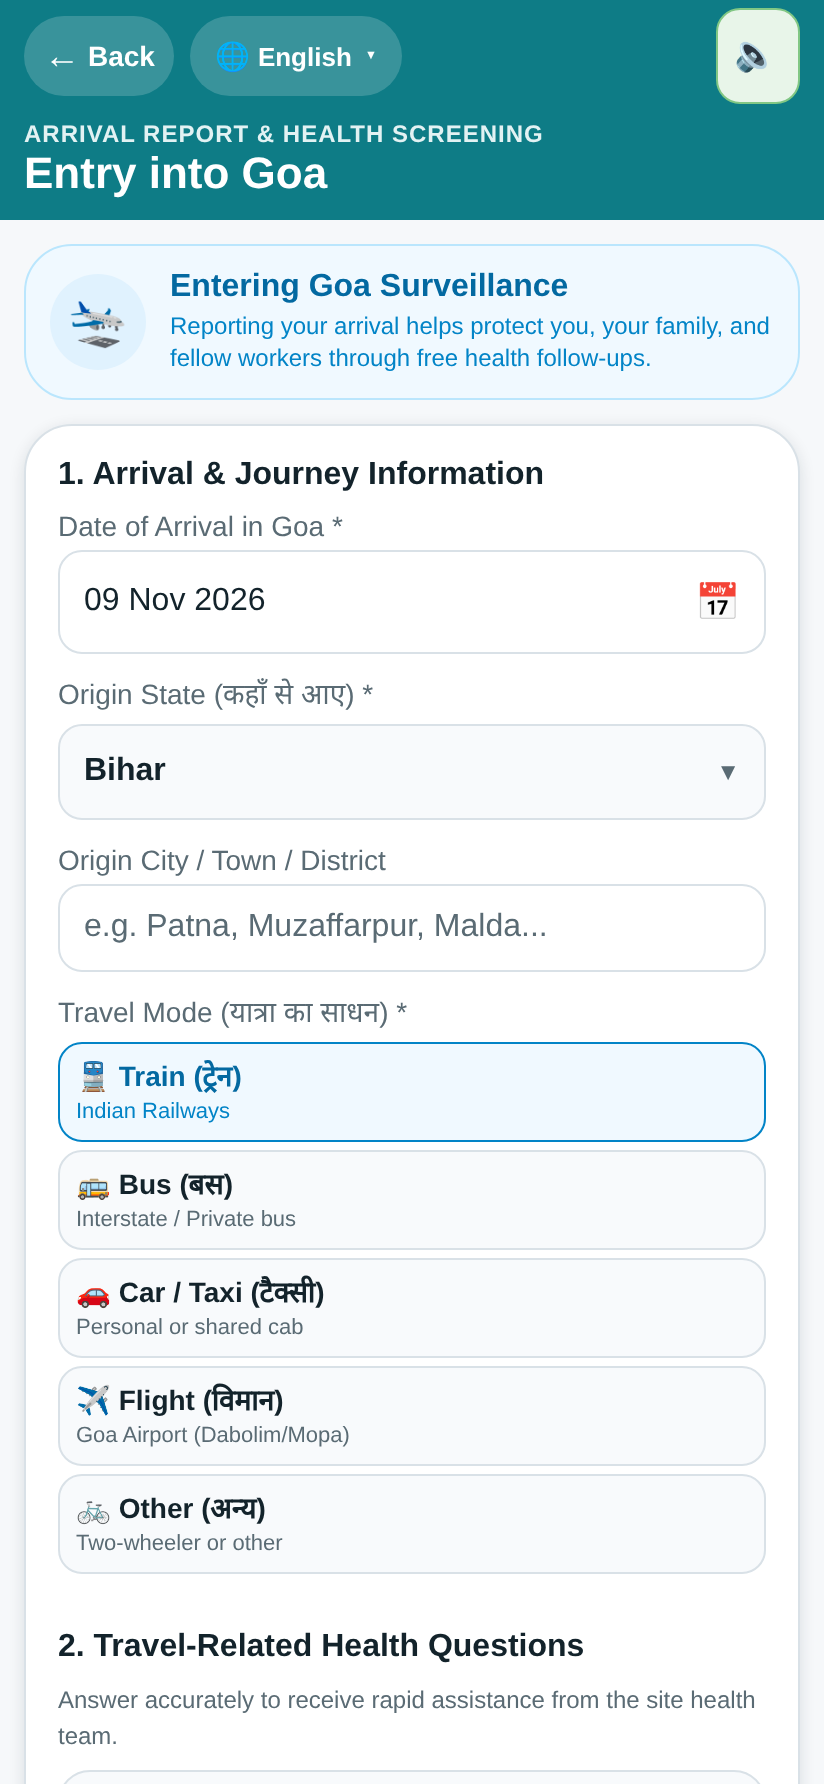 ← Back
English ▾
ARRIVAL REPORT & HEALTH SCREENING
Entry into Goa
Entering Goa Surveillance
Reporting your arrival helps protect you, your family, and
fellow workers through free health follow-ups.
1. Arrival & Journey Information
Date of Arrival in Goa *
09 Nov 2026
July
17
Origin State (कहाँ से आए) *
Bihar ▼
Origin City / Town / District
e.g. Patna, Muzaffarpur, Malda...
Travel Mode (यात्रा का साधन) *
Train (ट्रेन)
Indian Railways
Bus (बस)
Interstate / Private bus
Car / Taxi (टैक्सी)
Personal or shared cab
Flight (विमान)
Goa Airport (Dabolim/Mopa)
Other (अन्य)
Two-wheeler or other
2. Travel-Related Health Questions
Answer accurately to receive rapid assistance from the site health
team.